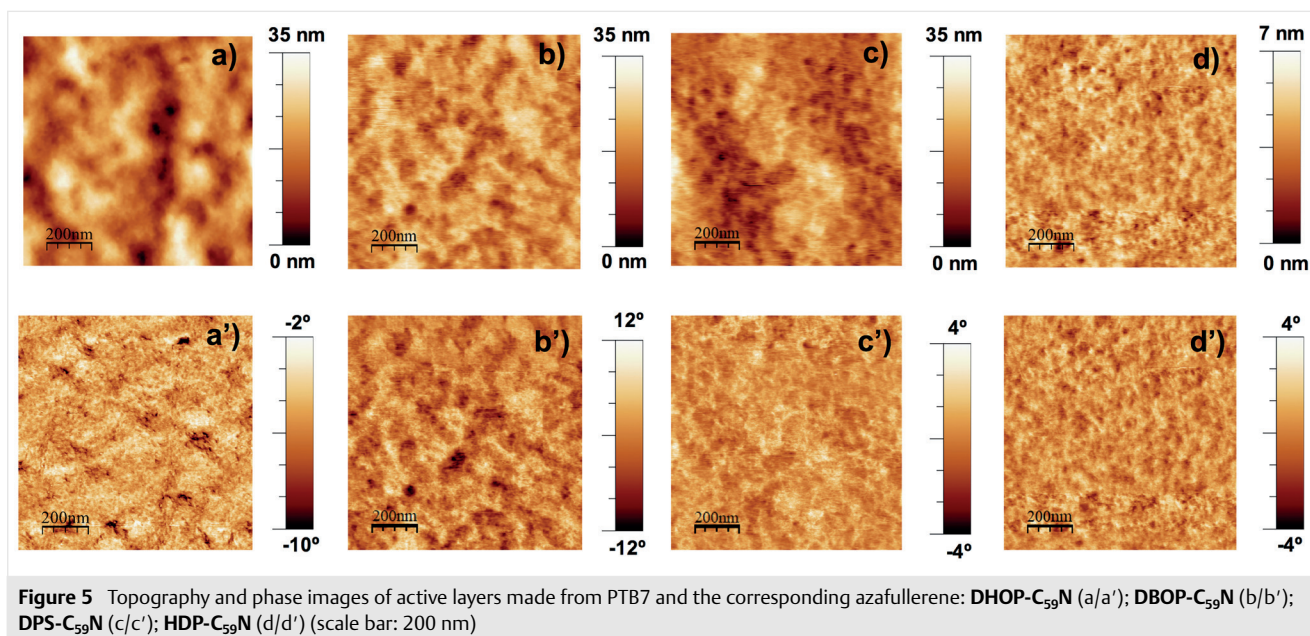 a) 35 nm b) 35 nm c) 35 nm d) 7 nm
200nm 200nm 200nm 200nm
0 nm 0 nm 0 nm 0 nm
a’) -2º b’) 12º c’) 4º d’) 4º
200nm 200nm 200nm 200nm
-10º -12º -4º -4º
Figure 5 Topography and phase images of active layers made from PTB7 and the corresponding azafullerene: DHOP-C₅₉N (a/a′); DBOP-C₅₉N (b/b′);
DPS-C₅₉N (c/c′); HDP-C₅₉N (d/d′) (scale bar: 200 nm)